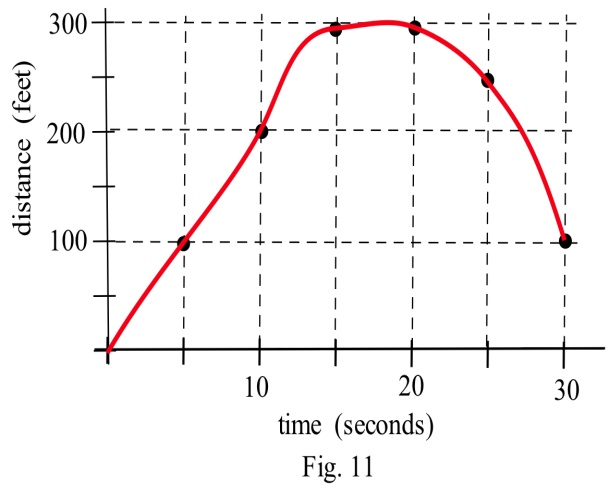 300
200
100
distance (feet)
10 20 30
time (seconds)
Fig. 11